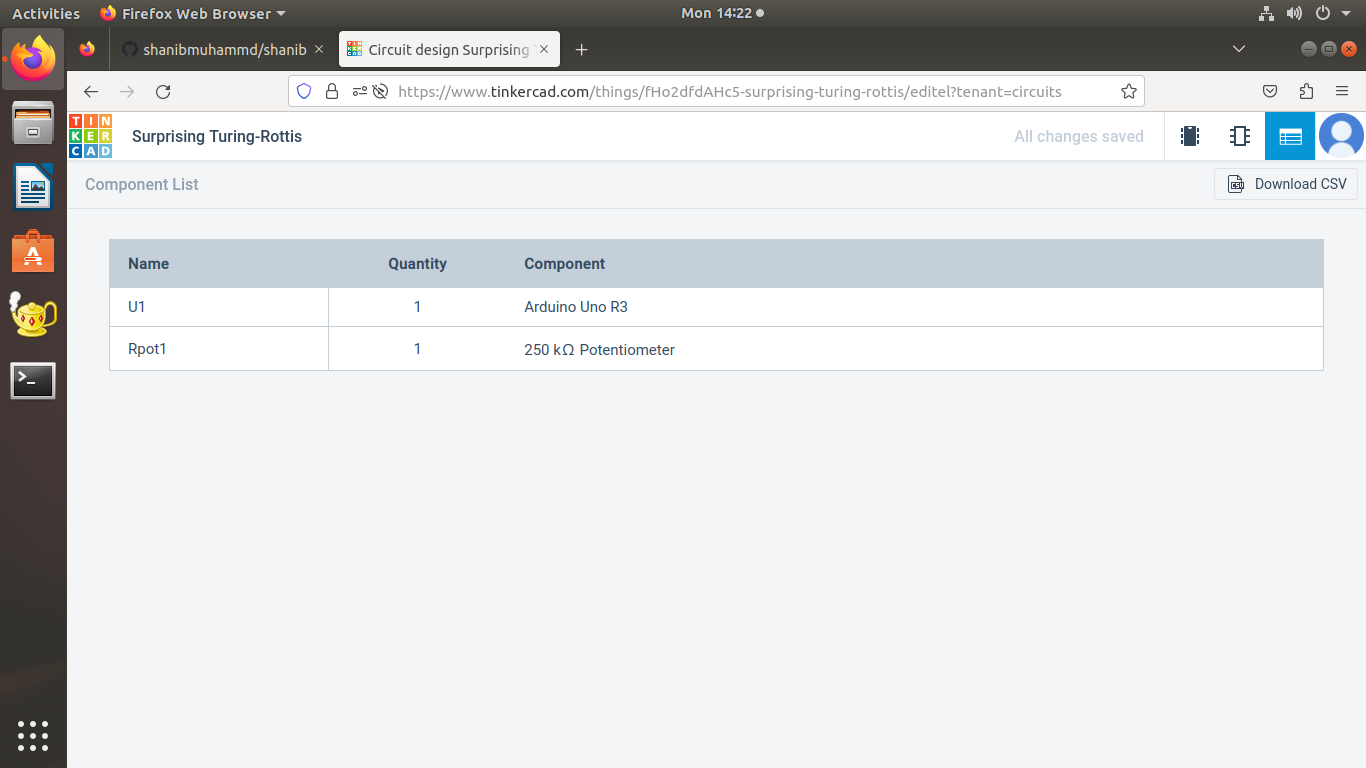 Activities Firefox Web Browser Mon 14:22
shanibmuhammd/shanib Circuit design Surprising
https://www.tinkercad.com/things/fHo2dfdAHc5-surprising-turing-rottis/editel?tenant=circuits
TIN
KER
CAD
Surprising Turing-Rottis All changes saved
Component List Download CSV
Name Quantity Component
U1 1 Arduino Uno R3
Rpot1 1 250 kΩ Potentiometer